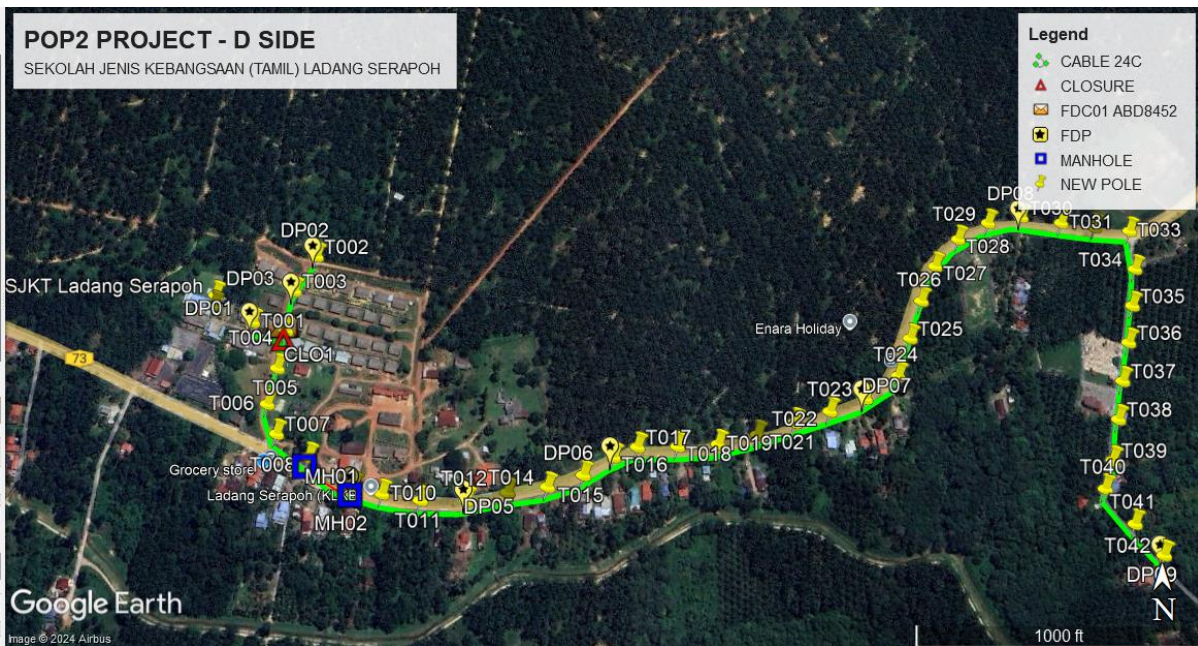 POP2 PROJECT - D SIDE
SEKOLAH JENIS KEBANGSAAN (TAMIL) LADANG SERAPOH
Legend
CABLE 24C
CLOSURE
FDC01 ABD8452
FDP
MANHOLE
NEW POLE
DP08
T030
T029
T031
T033
T028
DP02
T002
T034
T026
T027
DP03
T003
SJKT Ladang Serapoh
DP01
T035
T001
T004
Enara Holiday
T025
T036
CLO1
73
T024
T037
T005
T023
DP07
T006
T022
T038
T007
T017
T019
T021
DP06
T018
T039
T008
Grocery store
MH01
T016
T012
T014
T040
T015
Ladang Serapoh (KLKB
T010
DP05
T041
MH02
T011
T042
DP09
N
Google Earth
Image © 2024 Airbus
1000 ft